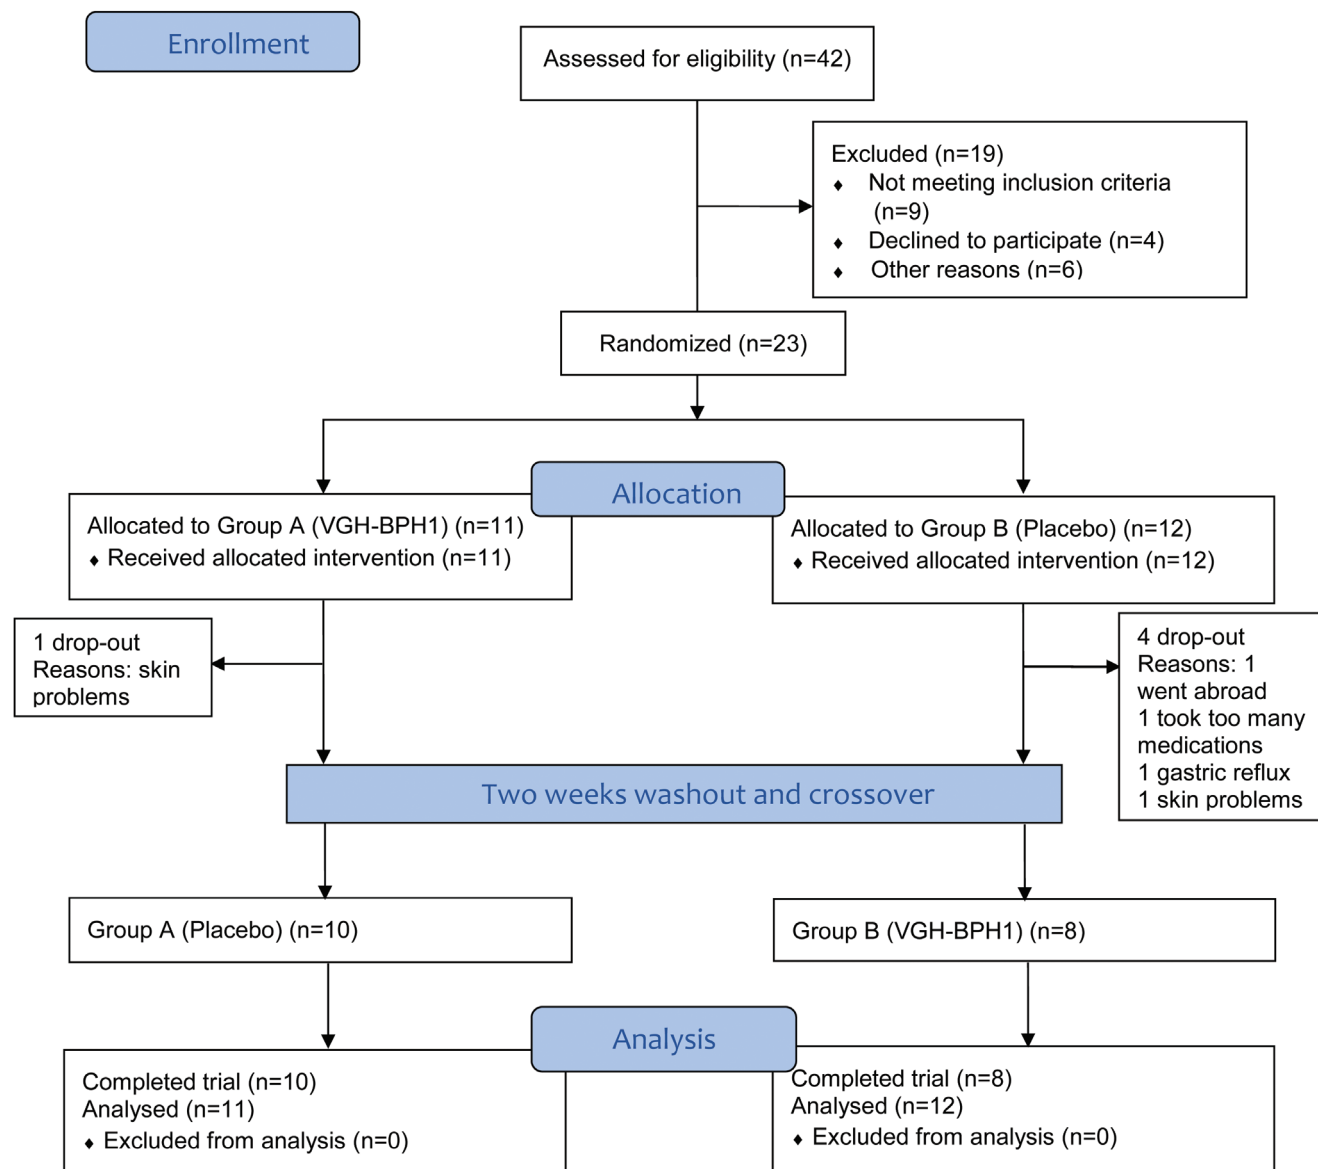 Enrollment
Assessed for eligibility (n=42)
Excluded (n=19)
♦ Not meeting inclusion criteria
(n=9)
♦ Declined to participate (n=4)
♦ Other reasons (n=6)
Randomized (n=23)
Allocation
Allocated to Group A (VGH-BPH1) (n=11)
♦ Received allocated intervention (n=11)
Allocated to Group B (Placebo) (n=12)
♦ Received allocated intervention (n=12)
1 drop-out
Reasons: skin
problems
4 drop-out
Reasons: 1
went abroad
1 took too many
medications
1 gastric reflux
1 skin problems
Two weeks washout and crossover
Group A (Placebo) (n=10)
Group B (VGH-BPH1) (n=8)
Analysis
Completed trial (n=10)
Analysed (n=11)
♦ Excluded from analysis (n=0)
Completed trial (n=8)
Analysed (n=12)
♦ Excluded from analysis (n=0)